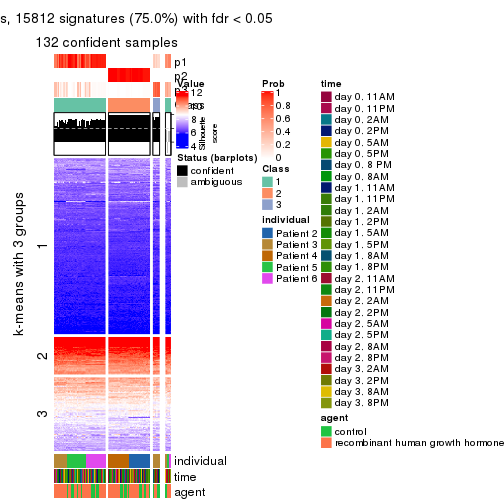 s, 15812 signatures (75.0%) with fdr < 0.05
132 confident samples
p1
p2
p3
Value
12
10
8
6
4
Silhouette
score
Status (barplots)
confident
ambiguous
Prob
1
0.8
0.6
0.4
0.2
0
Class
1
2
3
individual
Patient 2
Patient 3
Patient 4
Patient 5
Patient 6
time
day 0. 11AM
day 0. 11PM
day 0. 2AM
day 0. 2PM
day 0. 5AM
day 0. 5PM
day 0. 8 PM
day 0. 8AM
day 1. 11AM
day 1. 11PM
day 1. 2AM
day 1. 2PM
day 1. 5AM
day 1. 5PM
day 1. 8AM
day 1. 8PM
day 2. 11AM
day 2. 11PM
day 2. 2AM
day 2. 2PM
day 2. 5AM
day 2. 5PM
day 2. 8AM
day 2. 8PM
day 3. 2AM
day 3. 2PM
day 3. 8AM
day 3. 8PM
agent
control
recombinant human growth hormone
k-means with 3 groups
1
2
3
individual
time
agent